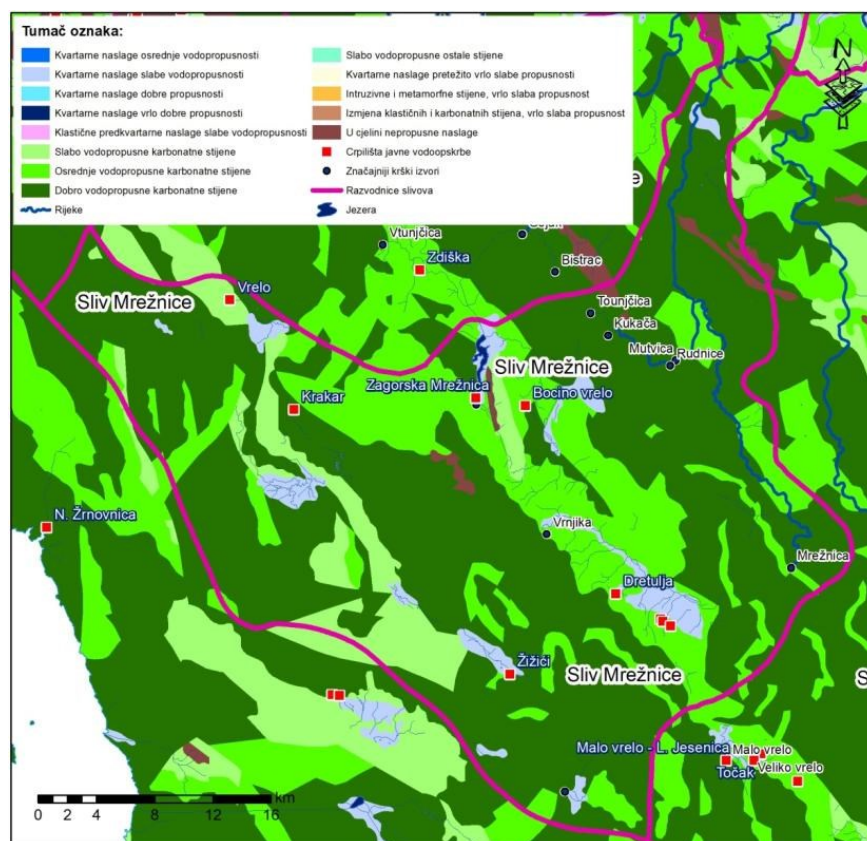 Tumač oznaka:
Kvartarne naslage osrednje vodopropusnosti
Kvartarne naslage slabe vodopropusnosti
Kvartarne naslage dobre propusnosti
Kvartarne naslage vrlo dobre propusnosti
Klastične predkvartarne naslage slabe vodopropusnosti
Slabo vodopropusne karbonatne stijene
Osrednje vodopropusne karbonatne stijene
Dobro vodopropusne karbonatne stijene
Rijeke
Slabo vodopropusne ostale stijene
Kvartarne naslage pretežito vrlo slabe propusnosti
Intruzivne i metamorfne stijene, vrlo slaba propusnost
Izmjena klastičnih i karbonatnih stijena, vrlo slaba propusnost
U cjelini nepropusne naslage
Crpilišta javne vodoopskrbe
Značajniji krški izvori
Razvodnice slivova
Jezera
N
Vtunjčica
Zdiška
Bistrac
Sliv Mrežnice
Vrelo
Tounjčica
Kukača
Mutvica
Rudnice
Sliv Mrežnice
Zagorska Mrežnica
Bocino vrelo
Krakar
N. Žrnovnica
Vrnjika
Mrežnica
Dretulja
Žižići
Sliv Mrežnice
S
Malo vrelo - L. Jesenica
Malo vrelo
Točak
Veliko vrelo
km
0 2 4 8 12 16